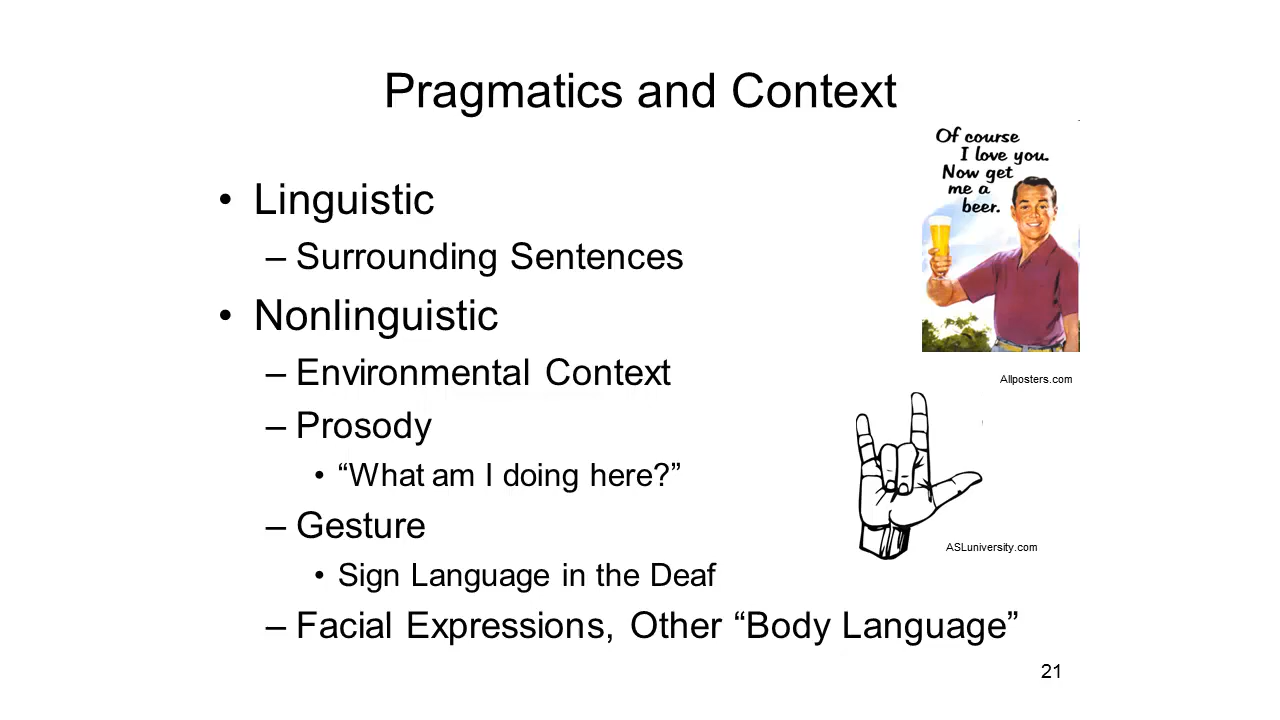 Pragmatics and Context
Of course
I love you.
Now get
me a
beer.
• Linguistic
– Surrounding Sentences
• Nonlinguistic
– Environmental Context
Allposters.com
– Prosody
• “What am I doing here?”
– Gesture
ASLuniversity.com
• Sign Language in the Deaf
– Facial Expressions, Other “Body Language”
21